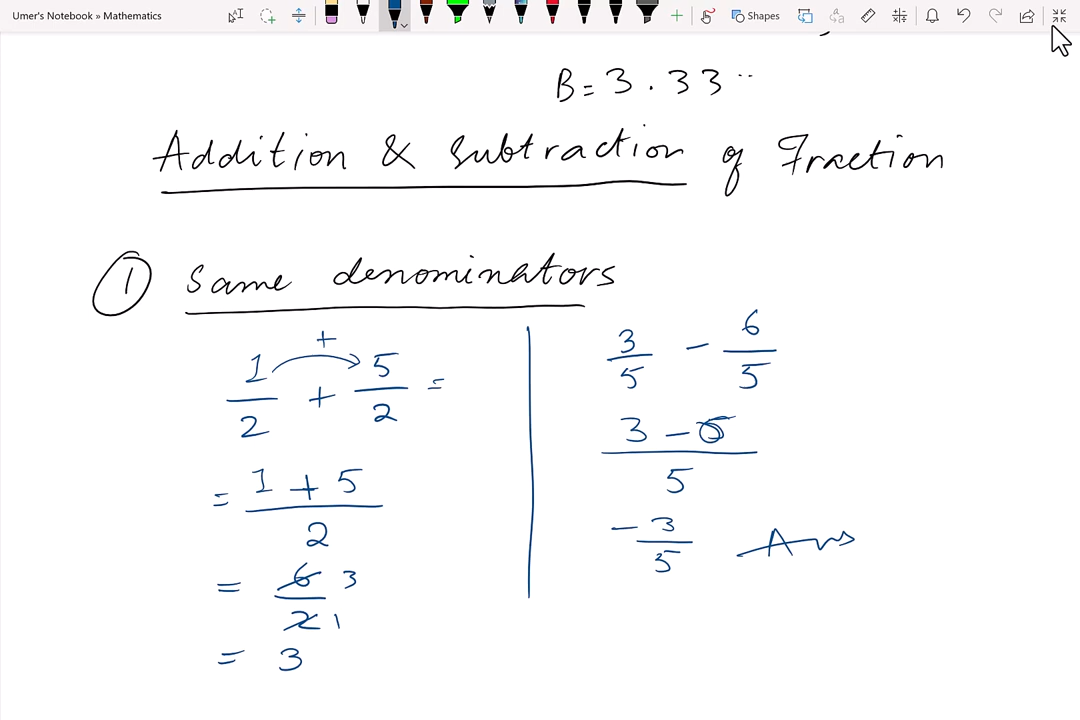 Umer's Notebook » Mathematics
Shapes
B = 3.33..
Addition & Subtraction of Fraction
① Same denominators
+
1/2 + 5/2 =
= 1 + 5 / 2
= 6/2 3 1
= 3
3/5 - 6/5
3 - 6 / 5
- 3/5 Ans